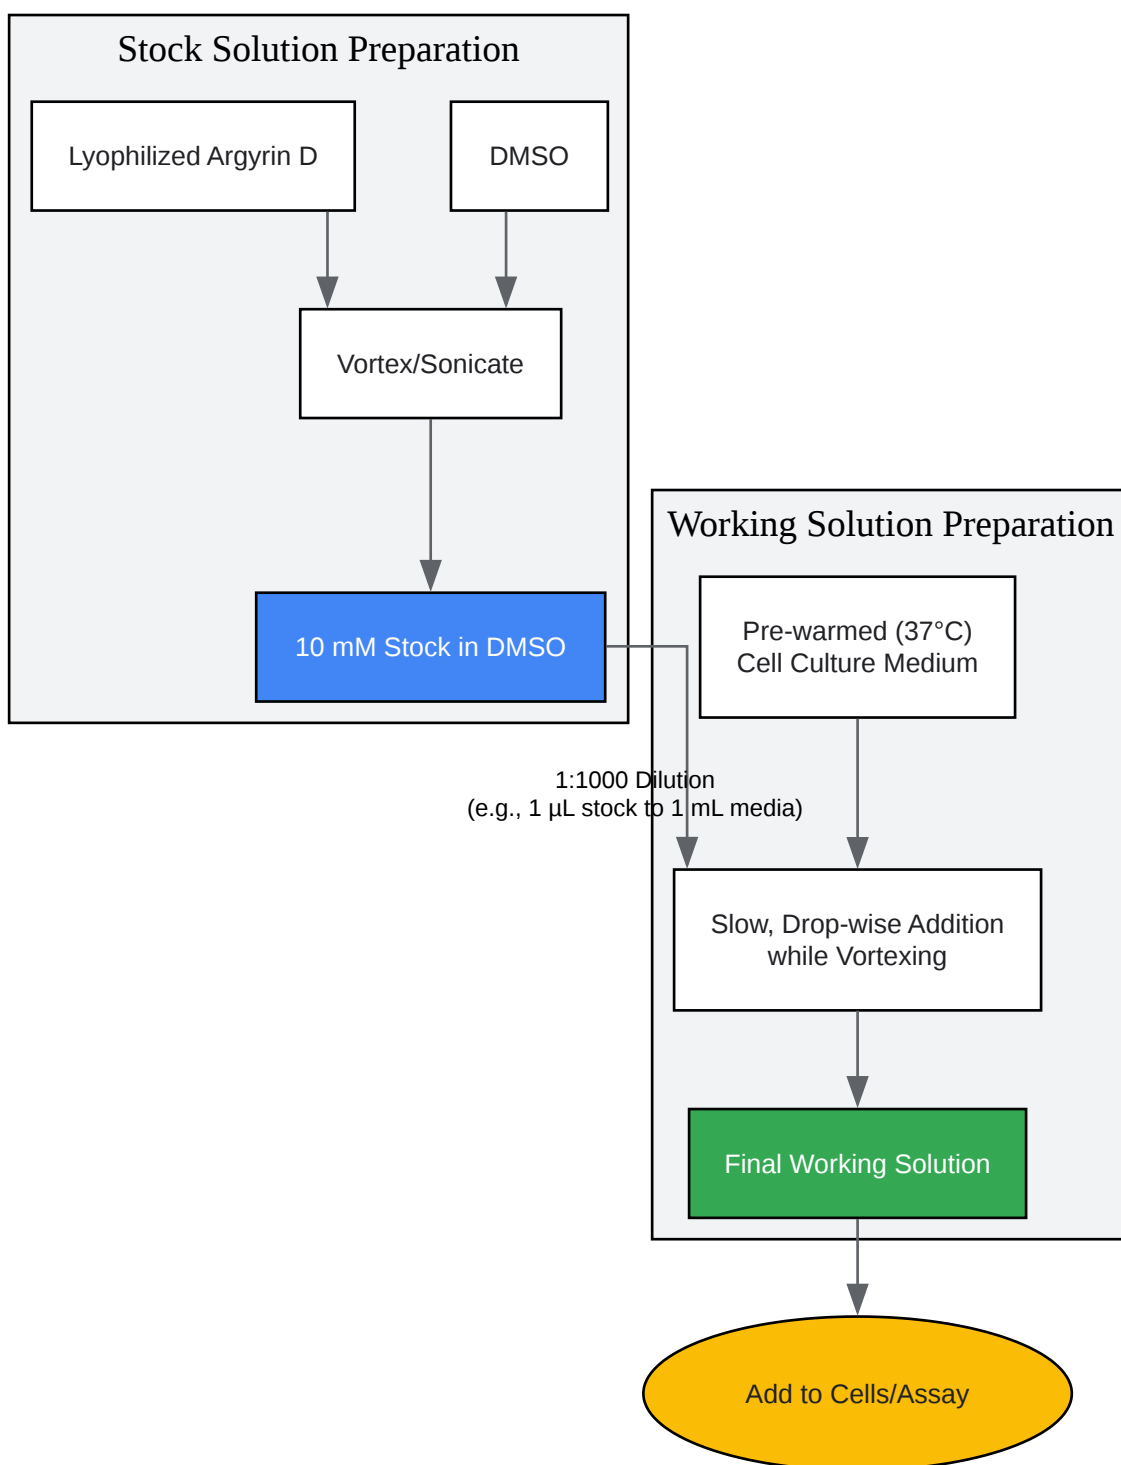 Stock Solution Preparation
Lyophilized Argyrin D
DMSO
Vortex/Sonicate
10 mM Stock in DMSO
Working Solution Preparation
Pre-warmed (37°C)
Cell Culture Medium
1:1000 Dilution
(e.g., 1 µL stock to 1 mL media)
Slow, Drop-wise Addition
while Vortexing
Final Working Solution
Add to Cells/Assay